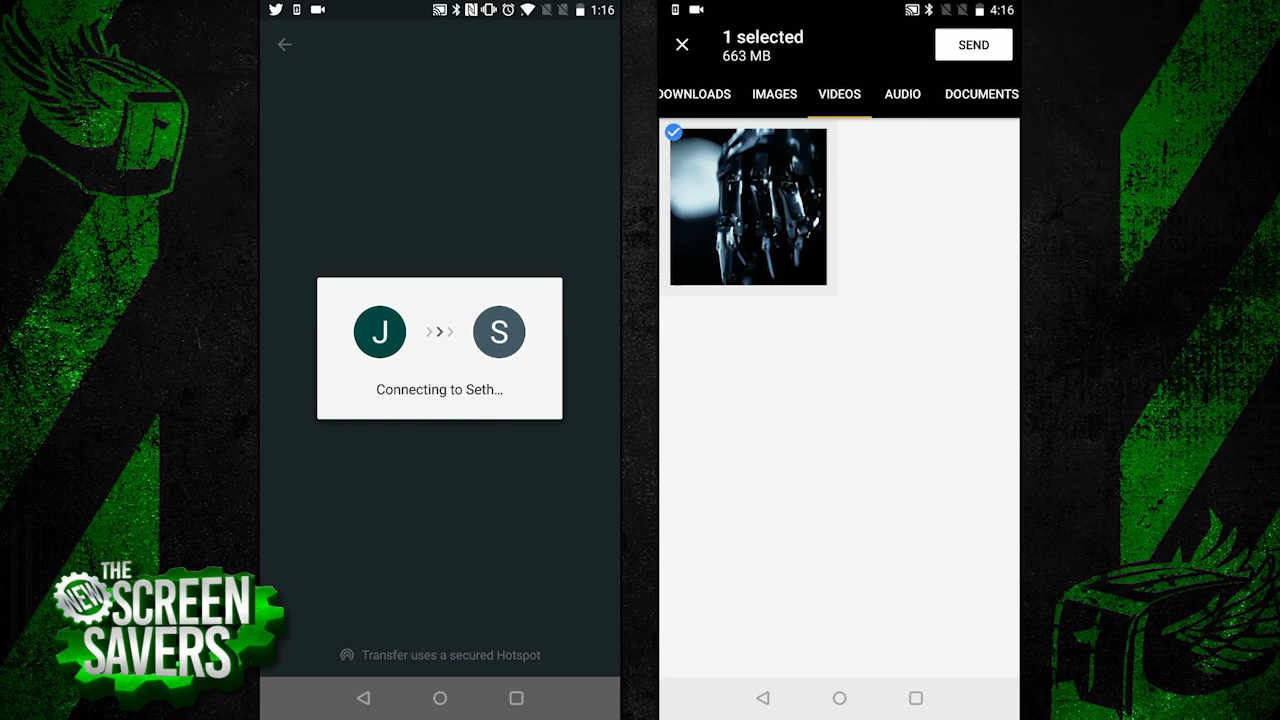 1:16
Connecting to Seth...
J
S
Transfer uses a secured Hotspot
4:16
1 selected
663 MB
SEND
DOWNLOADS IMAGES VIDEOS AUDIO DOCUMENTS
THE
NEW
SCREEN
SAVERS